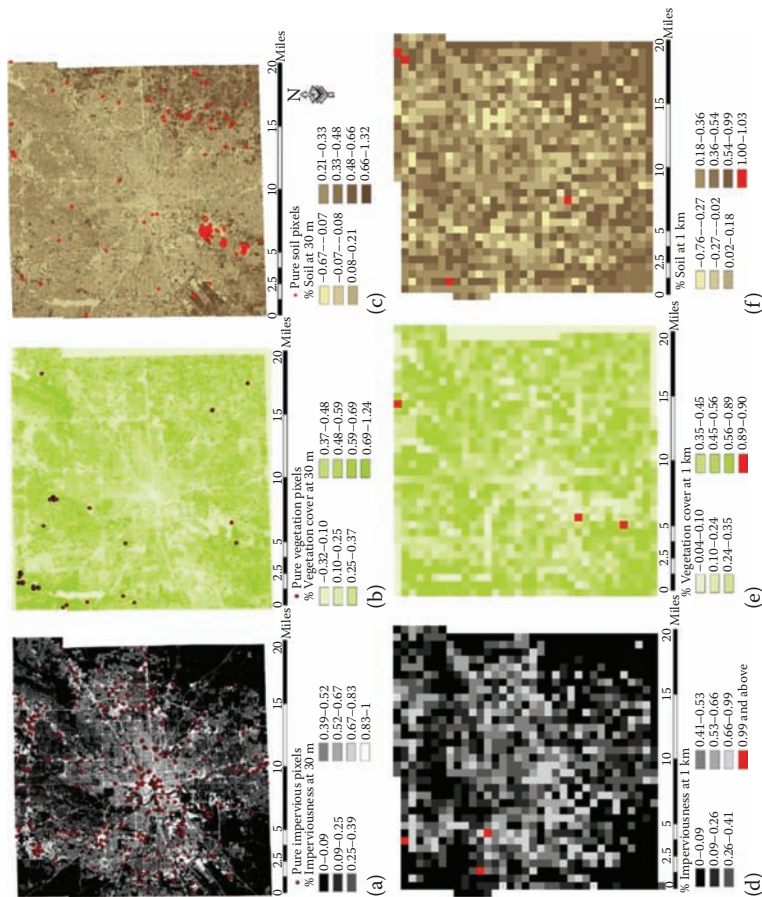 0 2.5 5 10 15 20
Miles
• Pure impervious pixels
% Imperviousness at 30 m
0–0.09
0.09–0.25
0.25–0.39
0.39–0.52
0.52–0.67
0.67–0.83
0.83–1
(a)
0 2.5 5 10 15 20
Miles
• Pure vegetation pixels
% Vegetation cover at 30 m
−0.32–0.10
0.10–0.25
0.25–0.37
0.37–0.48
0.48–0.59
0.59–0.69
0.69–1.24
(b)
0 2.5 5 10 15 20
Miles
N
• Pure soil pixels
% Soil at 30 m
−0.67–−0.07
−0.07–−0.08
0.08–0.21
0.21–0.33
0.33–0.48
0.48–0.66
0.66–1.32
(c)
0 2.5 5 10 15 20
Miles
% Imperviousness at 1 km
0–0.09
0.09–0.26
0.26–0.41
0.41–0.53
0.53–0.66
0.66–0.99
0.99 and above
(d)
0 2.5 5 10 15 20
Miles
% Vegetation cover at 1 km
−0.04–0.10
0.10–0.24
0.24–0.35
0.35–0.45
0.45–0.56
0.56–0.89
0.89–0.90
(e)
0 2.5 5 10 15 20
Miles
% Soil at 1 km
−0.76–−0.27
−0.27–−0.02
0.02–0.18
0.18–0.36
0.36–0.54
0.54–0.99
1.00–1.03
(f)